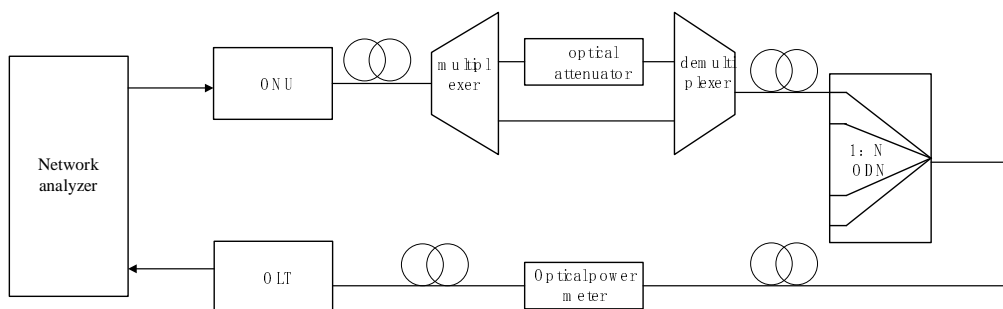 Network
analyzer
ONU
multipl
exer
optical
attenuator
demulti
plexer
1: N
ODN
OLT
Opticalpower
meter